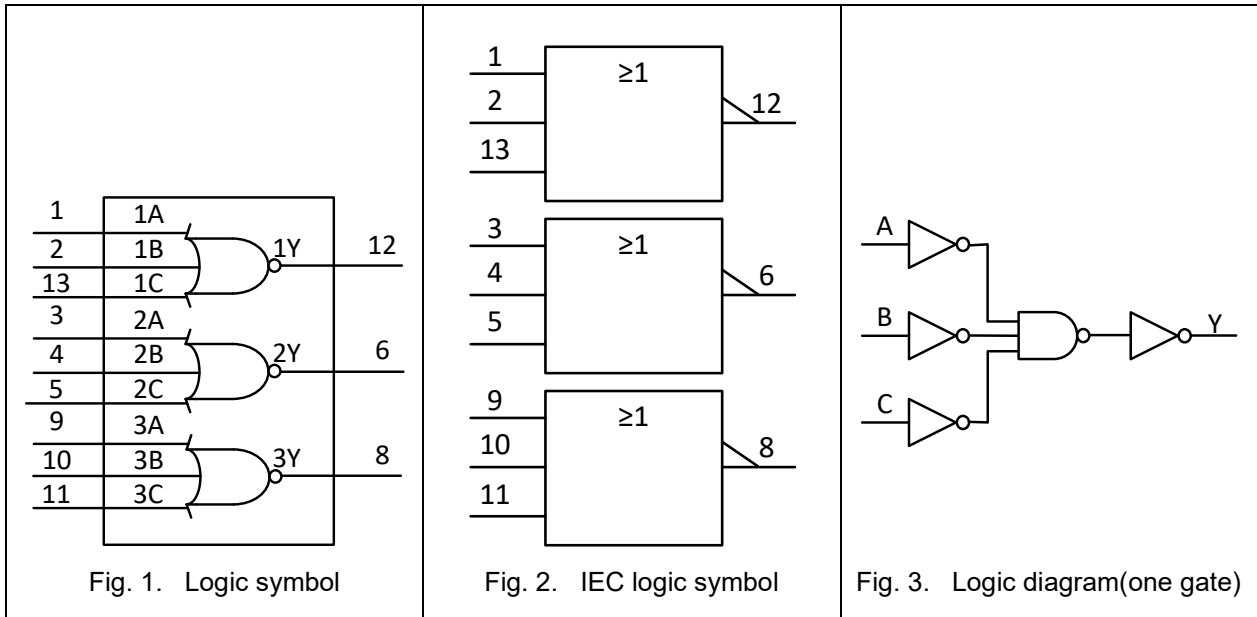 1
1A
2
1B
1Y
12
13
1C
3
2A
4
2B
2Y
6
5
2C
9
3A
10
3B
3Y
8
11
3C
Fig. 1. Logic symbol
1
≥1
2
12
13
3
≥1
4
6
5
9
≥1
10
8
11
Fig. 2. IEC logic symbol
A
B
Y
C
Fig. 3. Logic diagram(one gate)